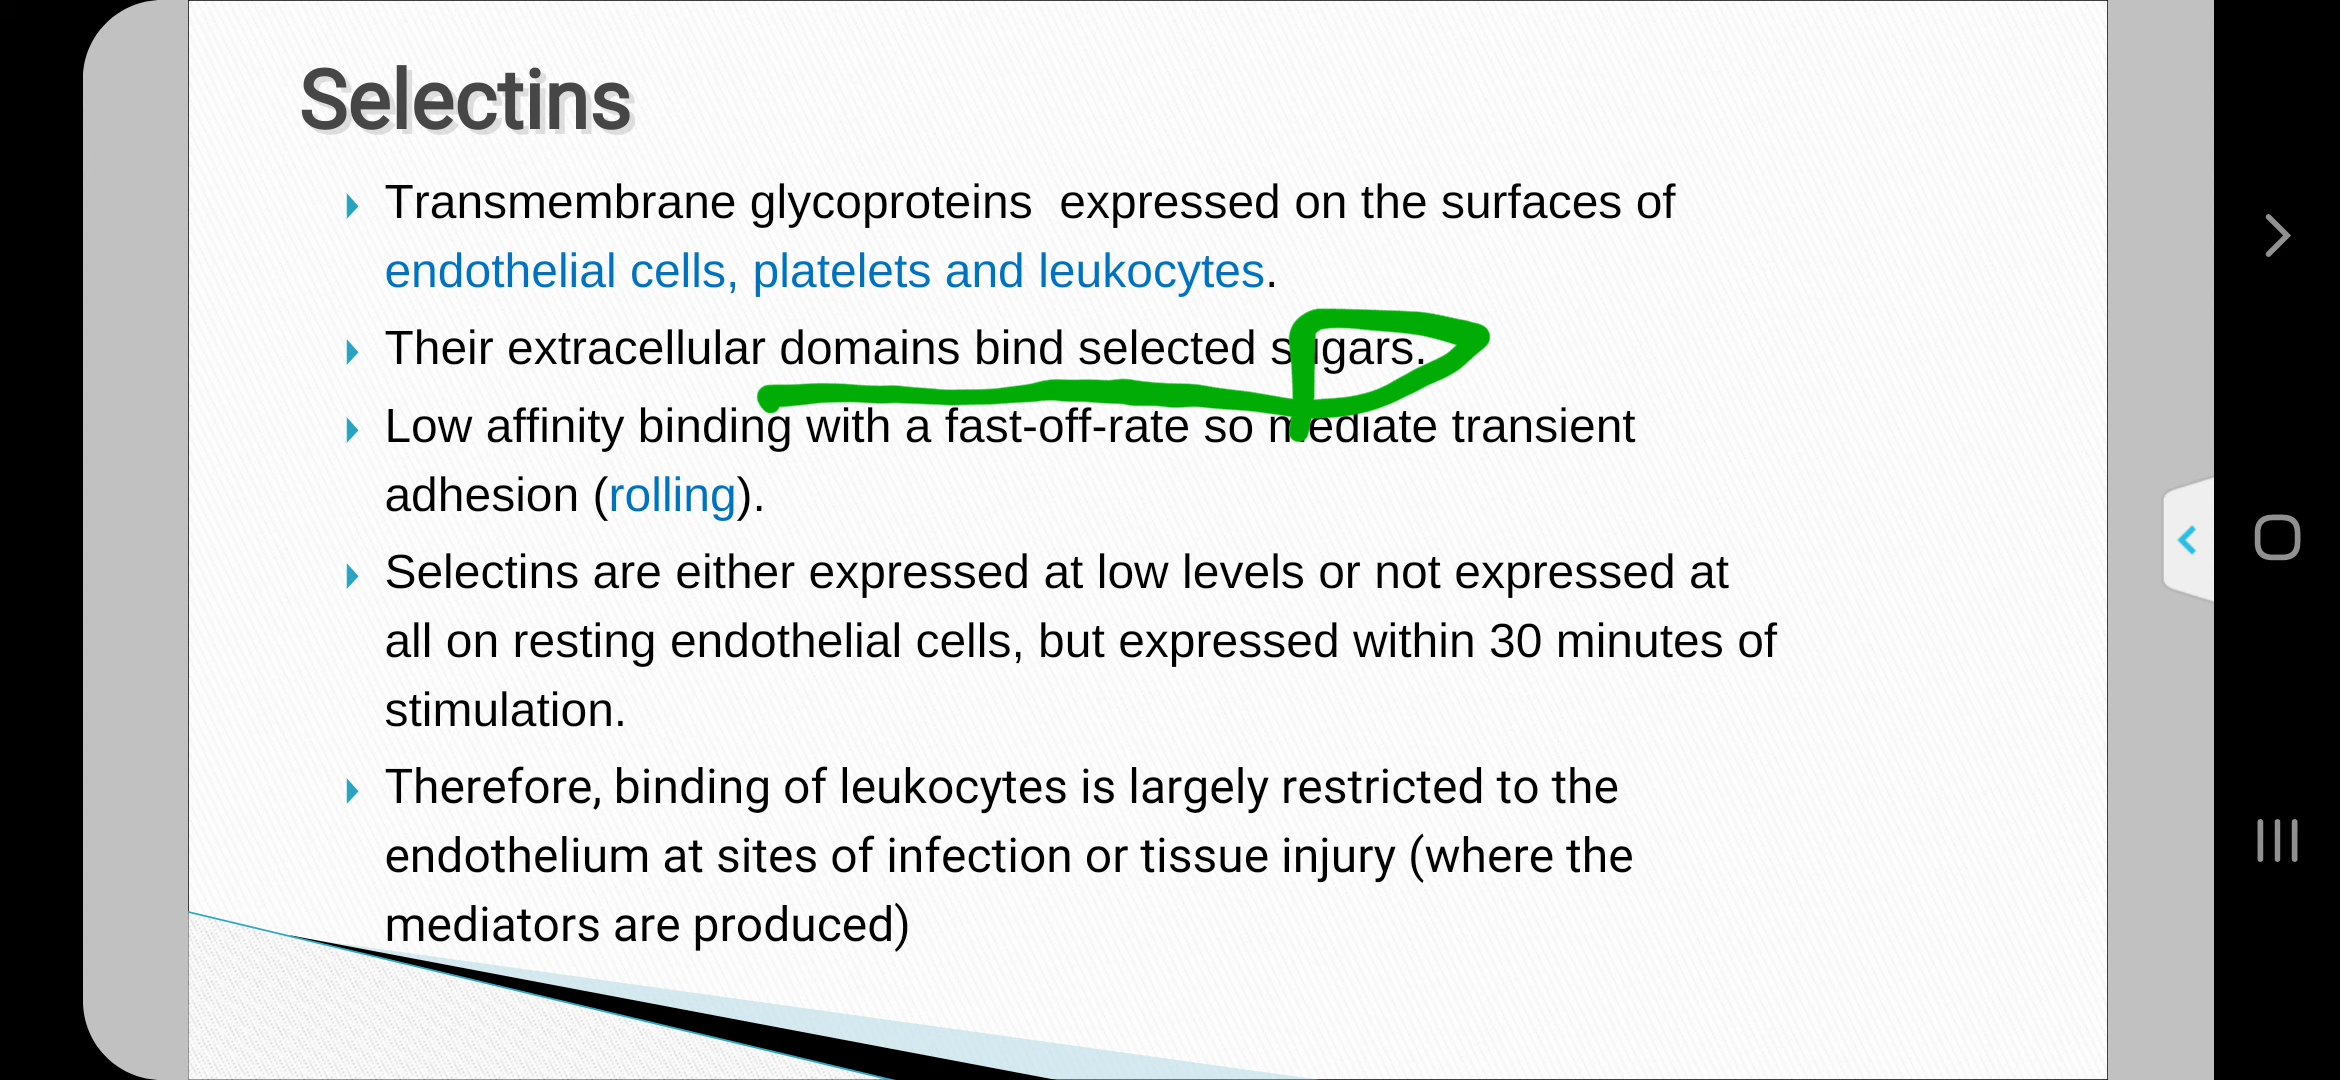 Selectins
Transmembrane glycoproteins expressed on the surfaces of
endothelial cells, platelets and leukocytes.
Their extracellular domains bind selected sugars.
Low affinity binding with a fast-off-rate so mediate transient
adhesion (rolling).
Selectins are either expressed at low levels or not expressed at
all on resting endothelial cells, but expressed within 30 minutes of
stimulation.
Therefore, binding of leukocytes is largely restricted to the
endothelium at sites of infection or tissue injury (where the
mediators are produced)